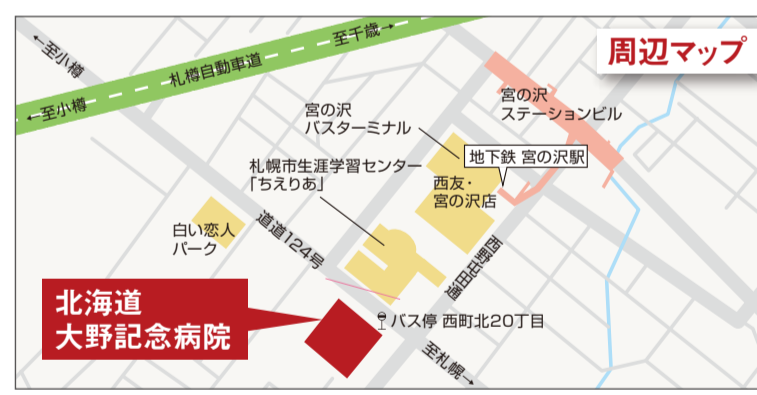 周辺マップ
←至小樽
至千歳→
札樽自動車道
←至小樽
宮の沢
ステーションビル
宮の沢
バスターミナル
地下鉄 宮の沢駅
札幌市生涯学習センター
「ちえりあ」
西友・
宮の沢店
白い恋人
パーク
道道124号
西野屯田通
北海道
大野記念病院
バス停 西町北20丁目
至札幌→